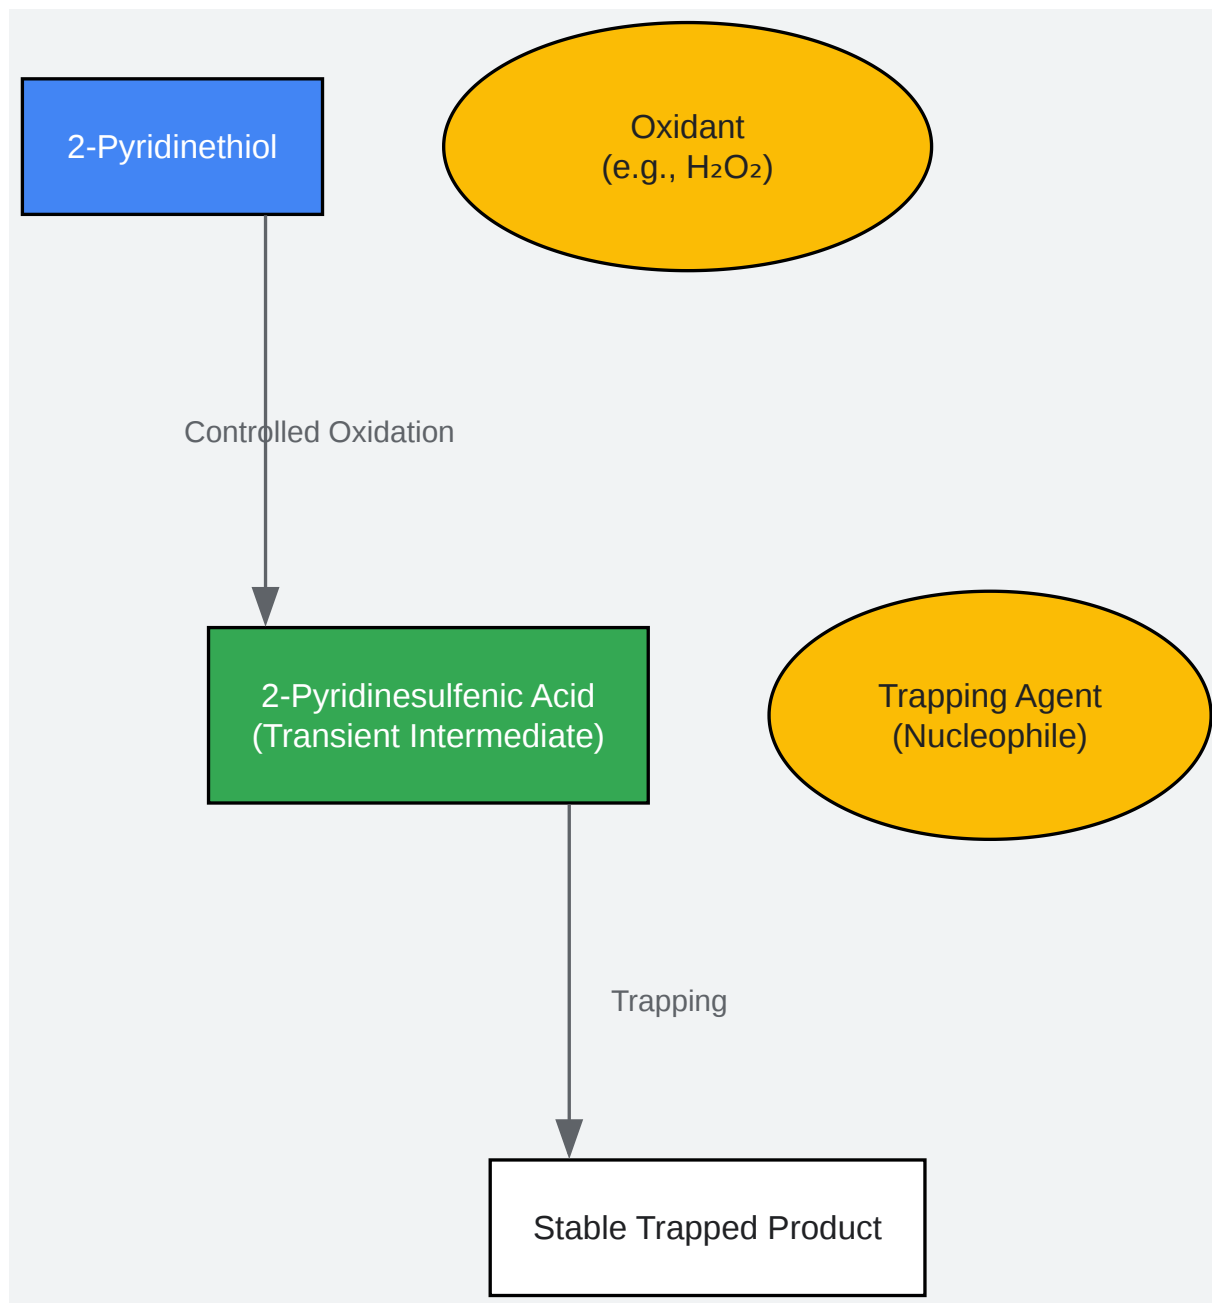 2-Pyridinethiol
Oxidant
(e.g., H₂O₂)
Controlled Oxidation
2-Pyridinesulfenic Acid
(Transient Intermediate)
Trapping Agent
(Nucleophile)
Trapping
Stable Trapped Product